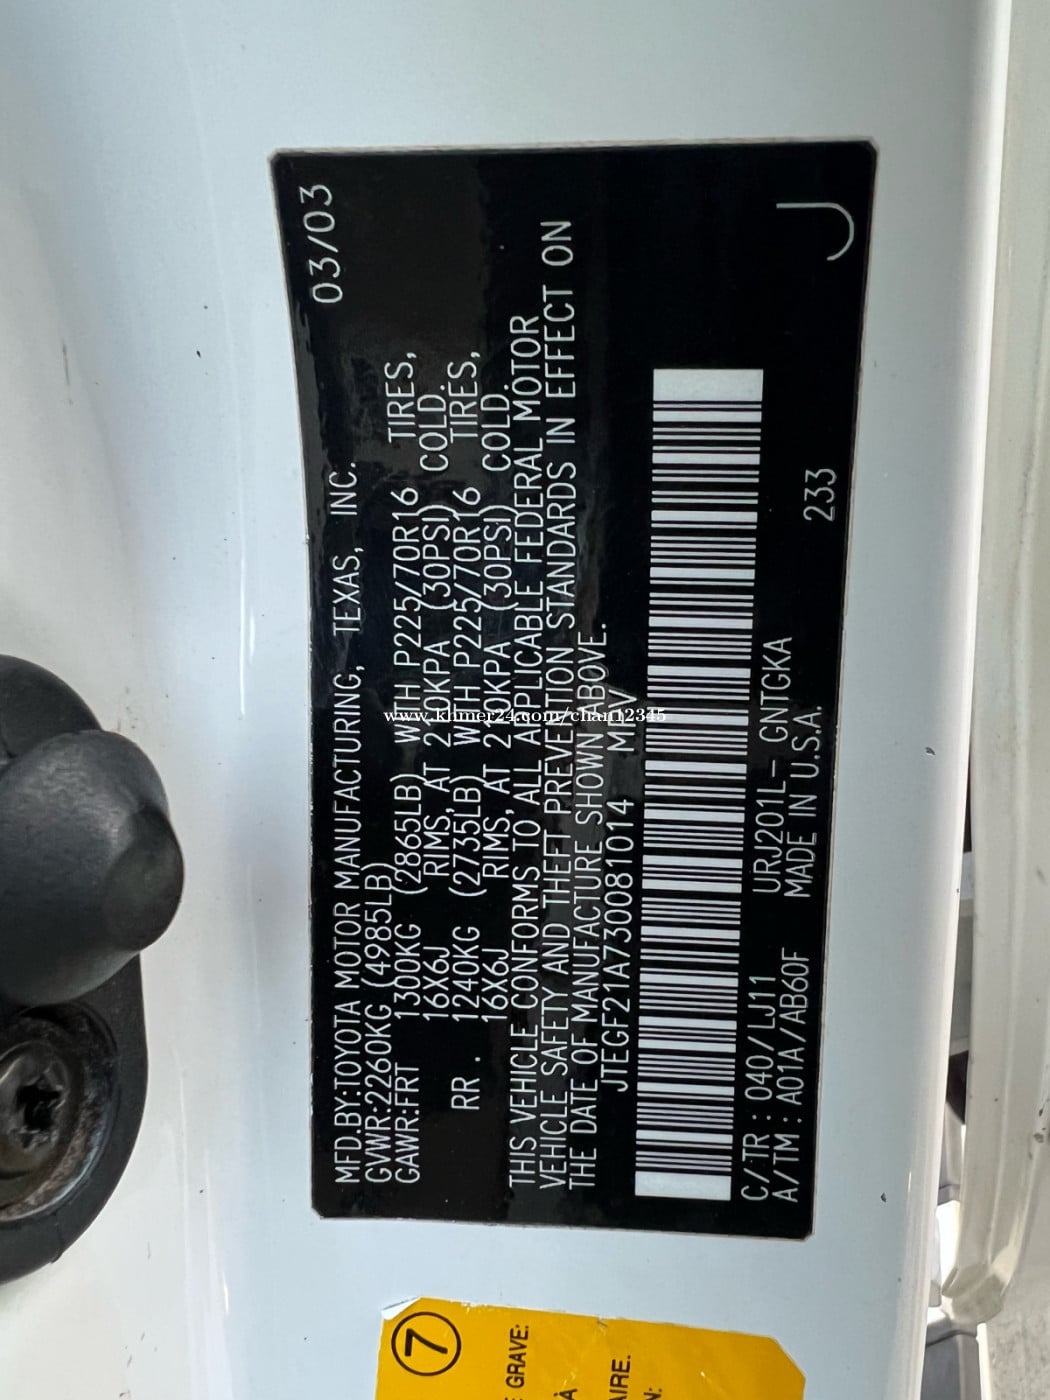 03/03
MFD.BY:TOYOTA MOTOR MANUFACTURING, TEXAS, INC.
GVWR:2260KG (4985LB)
GAWR:FRT 1300KG (2865LB) WITH P225/70R16 TIRES,
16X6J RIMS, AT 210KPA (30PSI) COLD.
RR. 1240KG (2735LB) WITH P225/70R16 TIRES,
16X6J RIMS, AT 210KPA (30PSI) COLD.
THIS VEHICLE CONFORMS TO ALL APPLICABLE FEDERAL MOTOR
VEHICLE SAFETY AND THEFT PREVENTION STANDARDS IN EFFECT ON
THE DATE OF MANUFACTURE SHOWN ABOVE.
JTEGF21A730081014 MPV
C/TR : 040/LJ11 URJ201L-GNTGKA
A/TM : A01A/AB60F MADE IN U.S.A. 233
J
www.khmer24.com/chan12345
7
E GRAVE:
À
AIRE.
N: